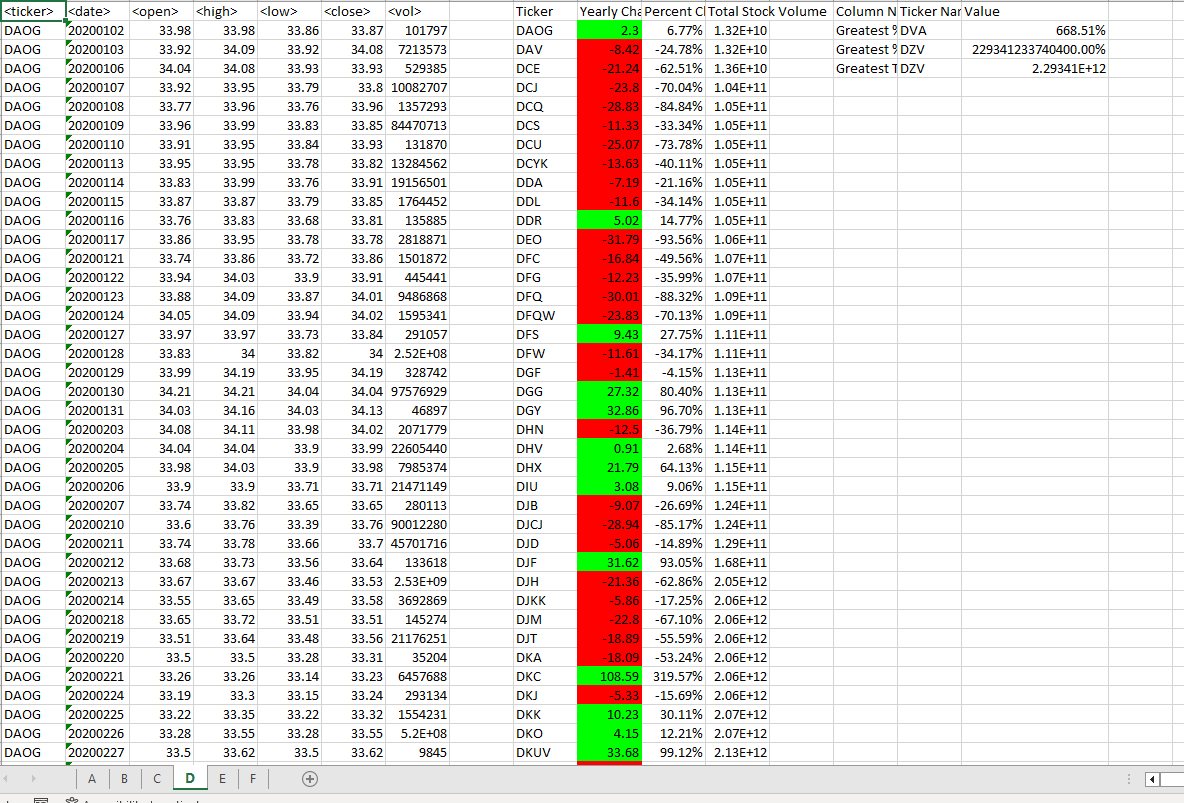 <ticker> <date> <open> <high> <low> <close> <vol> Ticker Yearly Cha Percent Cl Total Stock Volume Column N Ticker Nar Value
DAOG 20200102 33.98 33.98 33.86 33.87 101797 DAOG 2.3 6.77% 1.32E+10 Greatest % DVA 668.51%
DAOG 20200103 33.92 34.09 33.92 34.08 7213573 DAV -8.42 -24.78% 1.32E+10 Greatest % DZV 229341233740400.00%
DAOG 20200106 34.04 34.08 33.93 33.93 529385 DCE -21.24 -62.51% 1.36E+10 Greatest T DZV 2.29341E+12
DAOG 20200107 33.92 33.95 33.79 33.8 10082707 DCJ -23.8 -70.04% 1.04E+11
DAOG 20200108 33.77 33.96 33.76 33.96 1357293 DCQ -28.83 -84.84% 1.05E+11
DAOG 20200109 33.96 33.99 33.83 33.85 84470713 DCS -11.33 -33.34% 1.05E+11
DAOG 20200110 33.91 33.95 33.84 33.93 131870 DCU -25.07 -73.78% 1.05E+11
DAOG 20200113 33.95 33.95 33.78 33.82 13284562 DCYK -13.63 -40.11% 1.05E+11
DAOG 20200114 33.83 33.99 33.76 33.91 19156501 DDA -7.19 -21.16% 1.05E+11
DAOG 20200115 33.87 33.87 33.79 33.85 1764452 DDL -11.6 -34.14% 1.05E+11
DAOG 20200116 33.76 33.83 33.68 33.81 135885 DDR 5.02 14.77% 1.05E+11
DAOG 20200117 33.86 33.95 33.78 33.78 2818871 DEO -31.79 -93.56% 1.06E+11
DAOG 20200121 33.74 33.86 33.72 33.86 1501872 DFC -16.84 -49.56% 1.07E+11
DAOG 20200122 33.94 34.03 33.9 33.91 445441 DFG -12.23 -35.99% 1.07E+11
DAOG 20200123 33.88 34.09 33.87 34.01 9486868 DFQ -30.01 -88.32% 1.09E+11
DAOG 20200124 34.05 34.09 33.94 34.02 1595341 DFQW -23.83 -70.13% 1.09E+11
DAOG 20200127 33.97 33.97 33.73 33.84 291057 DFS 9.43 27.75% 1.11E+11
DAOG 20200128 33.83 34 33.82 34 2.52E+08 DFW -11.61 -34.17% 1.11E+11
DAOG 20200129 33.99 34.19 33.95 34.19 328742 DGF -1.41 -4.15% 1.13E+11
DAOG 20200130 34.21 34.21 34.04 34.04 97576929 DGG 27.32 80.40% 1.13E+11
DAOG 20200131 34.03 34.16 34.03 34.13 46897 DGY 32.86 96.70% 1.13E+11
DAOG 20200203 34.08 34.11 33.98 34.02 2071779 DHN -12.5 -36.79% 1.14E+11
DAOG 20200204 34.04 34.04 33.9 33.99 22605440 DHV 0.91 2.68% 1.14E+11
DAOG 20200205 33.98 34.03 33.9 33.98 7985374 DHX 21.79 64.13% 1.15E+11
DAOG 20200206 33.9 33.9 33.71 33.71 21471149 DIU 3.08 9.06% 1.15E+11
DAOG 20200207 33.74 33.82 33.65 33.65 280113 DJB -9.07 -26.69% 1.24E+11
DAOG 20200210 33.6 33.76 33.39 33.76 90012280 DJCJ -28.94 -85.17% 1.24E+11
DAOG 20200211 33.74 33.78 33.66 33.7 45701716 DJD -5.06 -14.89% 1.29E+11
DAOG 20200212 33.68 33.73 33.56 33.64 133618 DJF 31.62 93.05% 1.68E+11
DAOG 20200213 33.67 33.67 33.46 33.53 2.53E+09 DJH -21.36 -62.86% 2.05E+12
DAOG 20200214 33.55 33.65 33.49 33.58 3692869 DJKK -5.86 -17.25% 2.06E+12
DAOG 20200218 33.65 33.72 33.51 33.51 145274 DJM -22.8 -67.10% 2.06E+12
DAOG 20200219 33.51 33.64 33.48 33.56 21176251 DJT -18.89 -55.59% 2.06E+12
DAOG 20200220 33.5 33.5 33.28 33.31 35204 DKA -18.09 -53.24% 2.06E+12
DAOG 20200221 33.26 33.26 33.14 33.23 6457688 DKC 108.59 319.57% 2.06E+12
DAOG 20200224 33.19 33.3 33.15 33.24 293134 DKJ -5.33 -15.69% 2.06E+12
DAOG 20200225 33.22 33.35 33.22 33.32 1554231 DKK 10.23 30.11% 2.07E+12
DAOG 20200226 33.28 33.55 33.28 33.55 5.2E+08 DKO 4.15 12.21% 2.07E+12
DAOG 20200227 33.5 33.62 33.5 33.62 9845 DKUV 33.68 99.12% 2.13E+12
A B C D E F